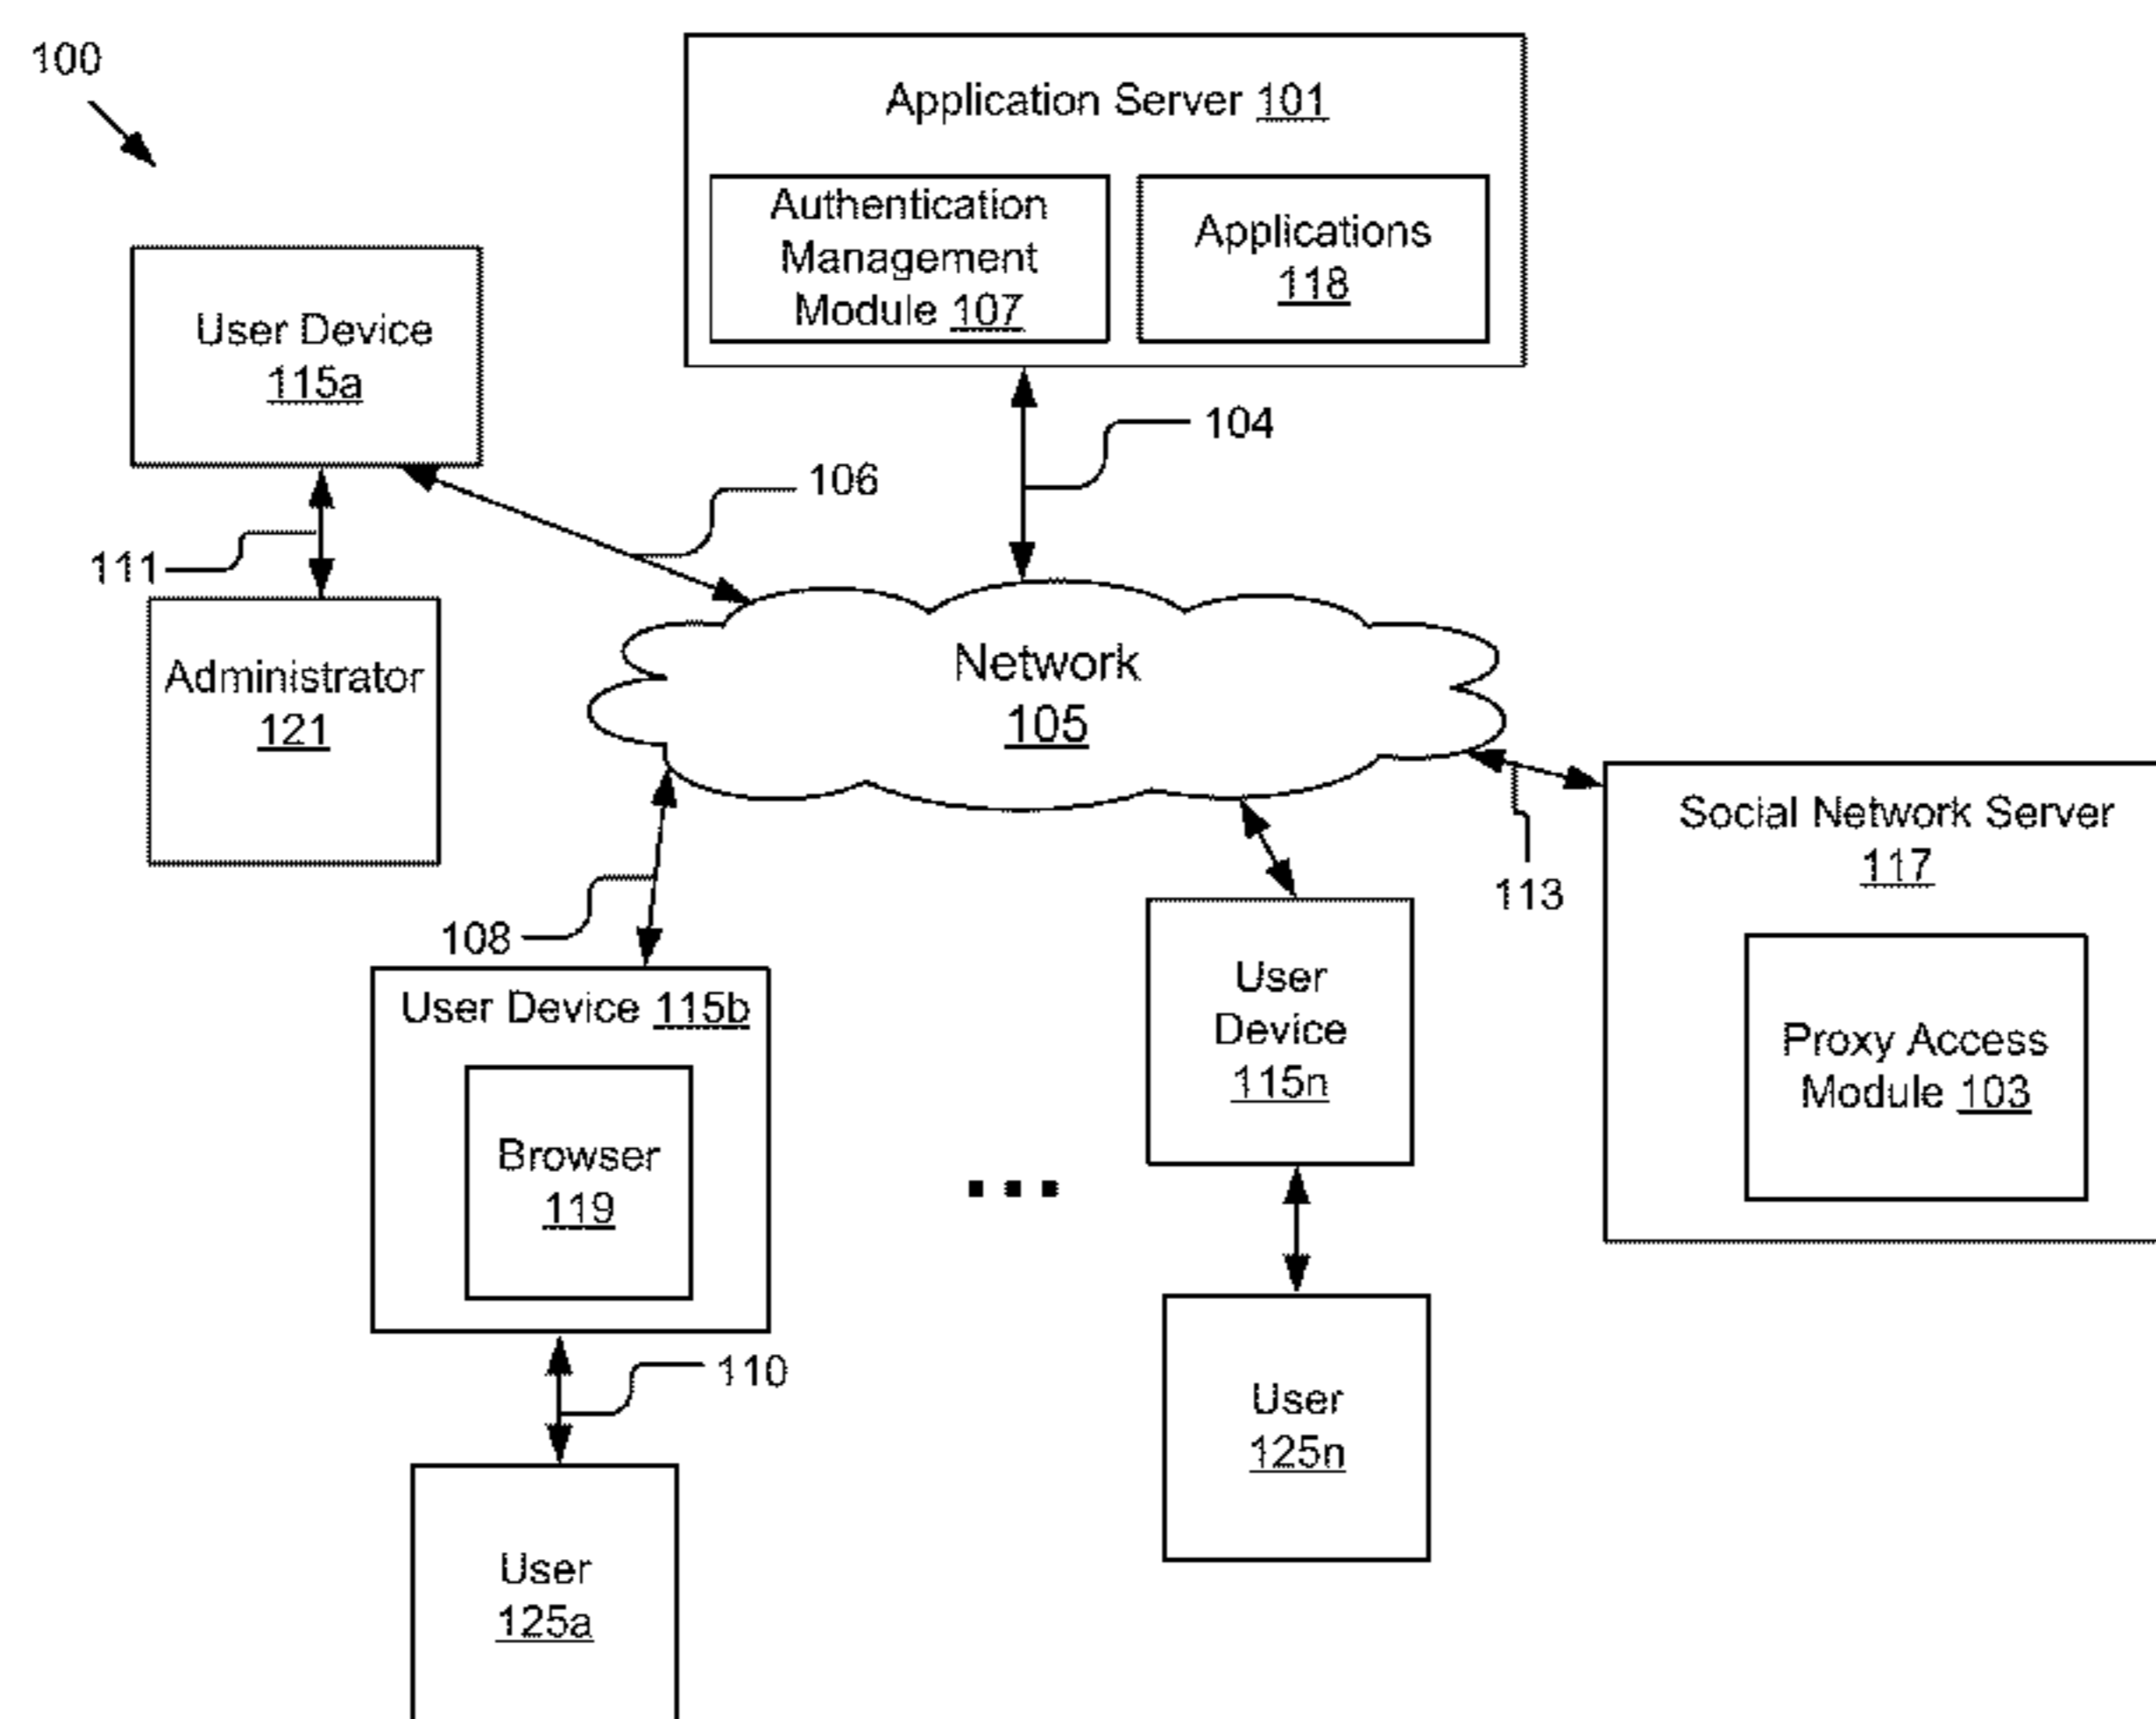 100
Application Server 101
Authentication
Management
Module 107
Applications
118
User Device
115a
104
106
111
Administrator
121
Network
105
Social Network Server
117
113
Proxy Access
Module 103
108
User Device 115b
Browser
119
User
Device
115n
110
User
125n
User
125a